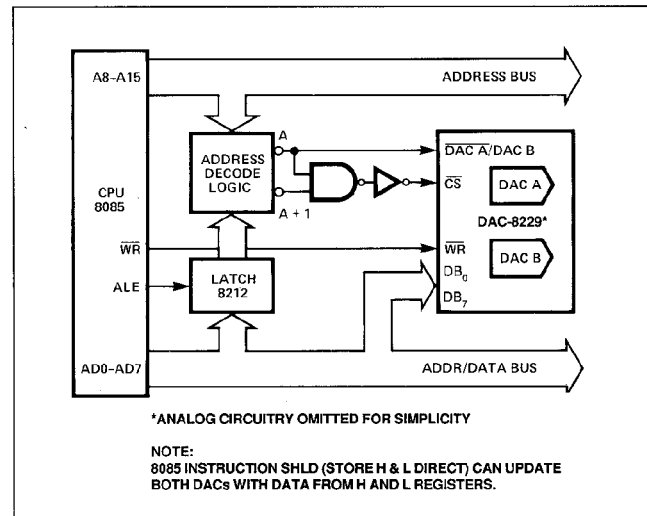 A8-A15
ADDRESS BUS
A
ADDRESS
DECODE
LOGIC
A + 1
DAC A/DAC B
CS
DAC A
DAC-8229*
CPU
8085
WR
WR
DAC B
DB0
DB7
ALE
LATCH
8212
AD0-AD7
ADDR/DATA BUS
*ANALOG CIRCUITRY OMITTED FOR SIMPLICITY
NOTE:
8085 INSTRUCTION SHLD (STORE H & L DIRECT) CAN UPDATE
BOTH DACs WITH DATA FROM H AND L REGISTERS.